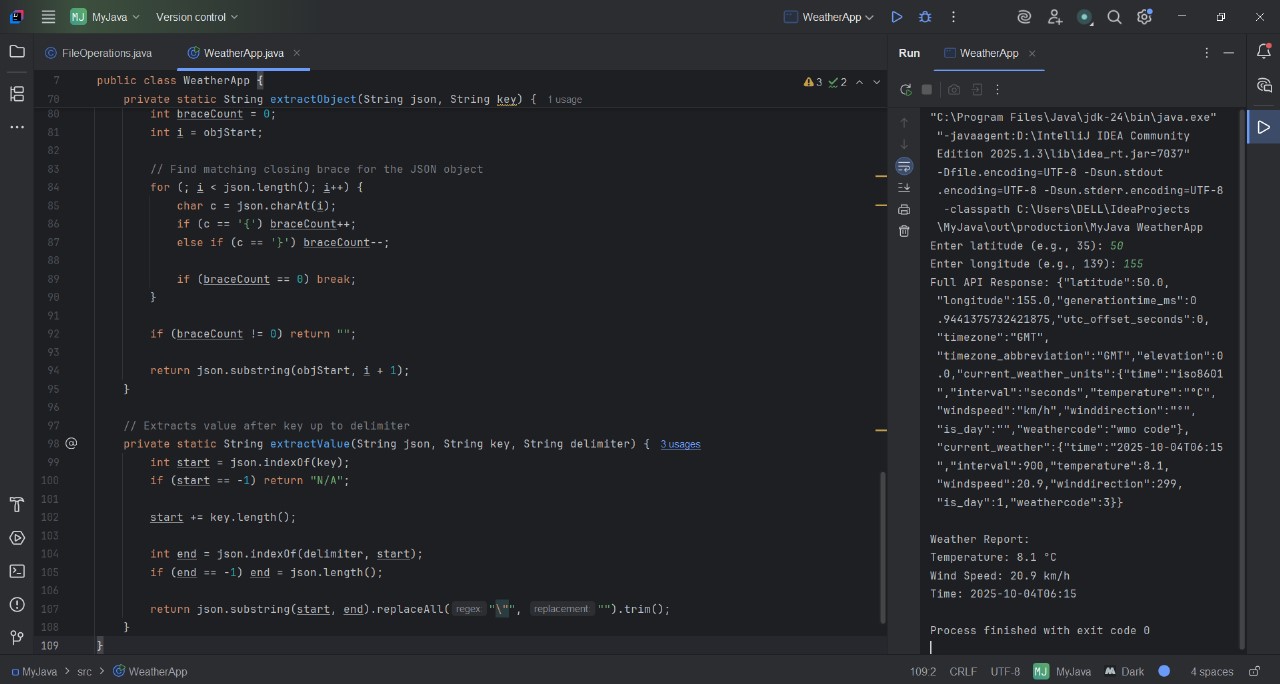 MJ MyJava Version control WeatherApp
FileOperations.java WeatherApp.java
Run WeatherApp
7 public class WeatherApp { 3 2
70 private static String extractObject(String json, String key) { 1 usage
80 int braceCount = 0;
81 int i = objStart;
82
83 // Find matching closing brace for the JSON object
84 for (; i < json.length(); i++) {
85 char c = json.charAt(i);
86 if (c == '{') braceCount++;
87 else if (c == '}') braceCount--;
88
89 if (braceCount == 0) break;
90 }
91
92 if (braceCount != 0) return "";
93
94 return json.substring(objStart, i + 1);
95 }
96
97 // Extracts value after key up to delimiter
98 private static String extractValue(String json, String key, String delimiter) { 3 usages
99 int start = json.indexOf(key);
100 if (start == -1) return "N/A";
101
102 start += key.length();
103
104 int end = json.indexOf(delimiter, start);
105 if (end == -1) end = json.length();
106
107 return json.substring(start, end).replaceAll( regex: "\"", replacement: "").trim();
108 }
109 }
"C:\Program Files\Java\jdk-24\bin\java.exe"
"-javaagent:D:\IntelliJ IDEA Community
Edition 2025.1.3\lib\idea_rt.jar=7037"
-Dfile.encoding=UTF-8 -Dsun.stdout
.encoding=UTF-8 -Dsun.stderr.encoding=UTF-8
-classpath C:\Users\DELL\IdeaProjects
\MyJava\out\production\MyJava WeatherApp
Enter latitude (e.g., 35): 50
Enter longitude (e.g., 139): 155
Full API Response: {"latitude":50.0,
"longitude":155.0,"generationtime_ms":0
.9441375732421875,"utc_offset_seconds":0,
"timezone":"GMT",
"timezone_abbreviation":"GMT","elevation":0
.0,"current_weather_units":{"time":"iso8601
","interval":"seconds","temperature":"°C",
"windspeed":"km/h","winddirection":"°",
"is_day":"","weathercode":"wmo code"},
"current_weather":{"time":"2025-10-04T06:15
","interval":900,"temperature":8.1,
"windspeed":20.9,"winddirection":299,
"is_day":1,"weathercode":3}}
Weather Report:
Temperature: 8.1 °C
Wind Speed: 20.9 km/h
Time: 2025-10-04T06:15
Process finished with exit code 0
MyJava > src > WeatherApp 109:2 CRLF UTF-8 MJ MyJava Dark 4 spaces